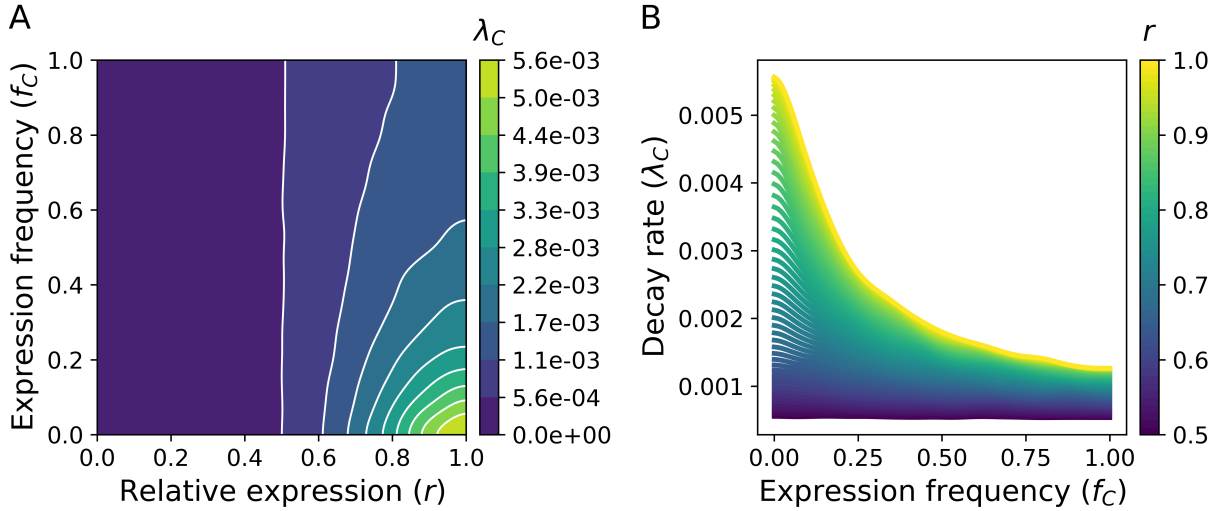 A
B
λ_C
r
1.0
0.8
0.6
0.4
0.2
0.0
Expression frequency (f_C)
0.0 0.2 0.4 0.6 0.8 1.0
Relative expression (r)
5.6e-03
5.0e-03
4.4e-03
3.9e-03
3.3e-03
2.8e-03
2.2e-03
1.7e-03
1.1e-03
5.6e-04
0.0e+00
Decay rate (λ_C)
0.005
0.004
0.003
0.002
0.001
0.00 0.25 0.50 0.75 1.00
Expression frequency (f_C)
1.0
0.9
0.8
0.7
0.6
0.5